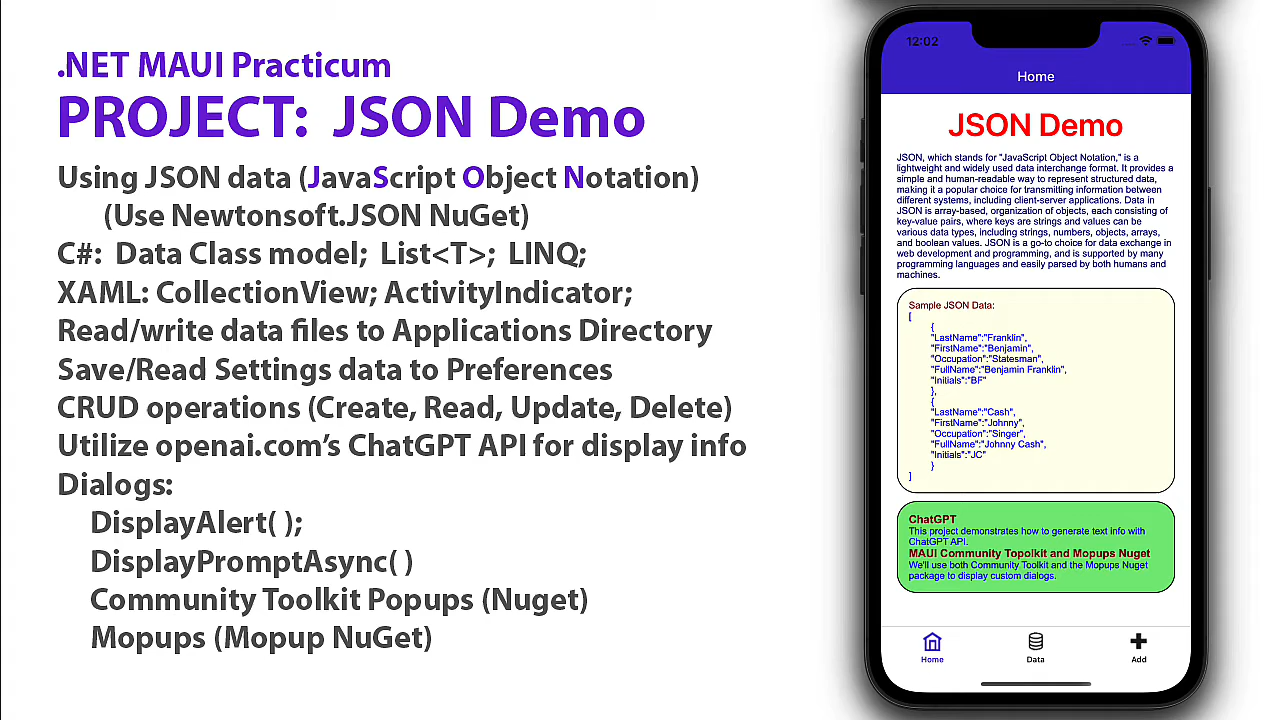 .NET MAUI Practicum
PROJECT: JSON Demo
Using JSON data (JavaScript Object Notation)
(Use Newtonsoft.JSON NuGet)
C#: Data Class model; List<T>; LINQ;
XAML: CollectionView; ActivityIndicator;
Read/write data files to Applications Directory
Save/Read Settings data to Preferences
CRUD operations (Create, Read, Update, Delete)
Utilize openai.com’s ChatGPT API for display info
Dialogs:
DisplayAlert( );
DisplayPromptAsync( )
Community Toolkit Popups (Nuget)
Mopups (Mopup NuGet)
12:02
Home
JSON Demo
JSON, which stands for "JavaScript Object Notation," is a
lightweight and widely used data interchange format. It provides a
simple and human-readable way to represent structured data,
making it a popular choice for transmitting information between
different systems, including client-server applications. Data in
JSON is array-based, organization of objects, each consisting of
key-value pairs, where keys are strings and values can be
various data types, including strings, numbers, objects, arrays,
and boolean values. JSON is a go-to choice for data exchange in
web development and programming, and is supported by many
programming languages and easily parsed by both humans and
machines.
Sample JSON Data:
[
{
"LastName":"Franklin",
"FirstName":"Benjamin",
"Occupation":"Statesman",
"FullName":"Benjamin Franklin",
"Initials":"BF"
},
{
"LastName":"Cash",
"FirstName":"Johnny",
"Occupation":"Singer",
"FullName":"Johnny Cash",
"Initials":"JC"
}
]
ChatGPT
This project demonstrates how to generate text info with
ChatGPT API.
MAUI Community Topolkit and Mopups Nuget
We'll use both Community Toolkit and the Mopups Nuget
package to display custom dialogs.
Home
Data
Add